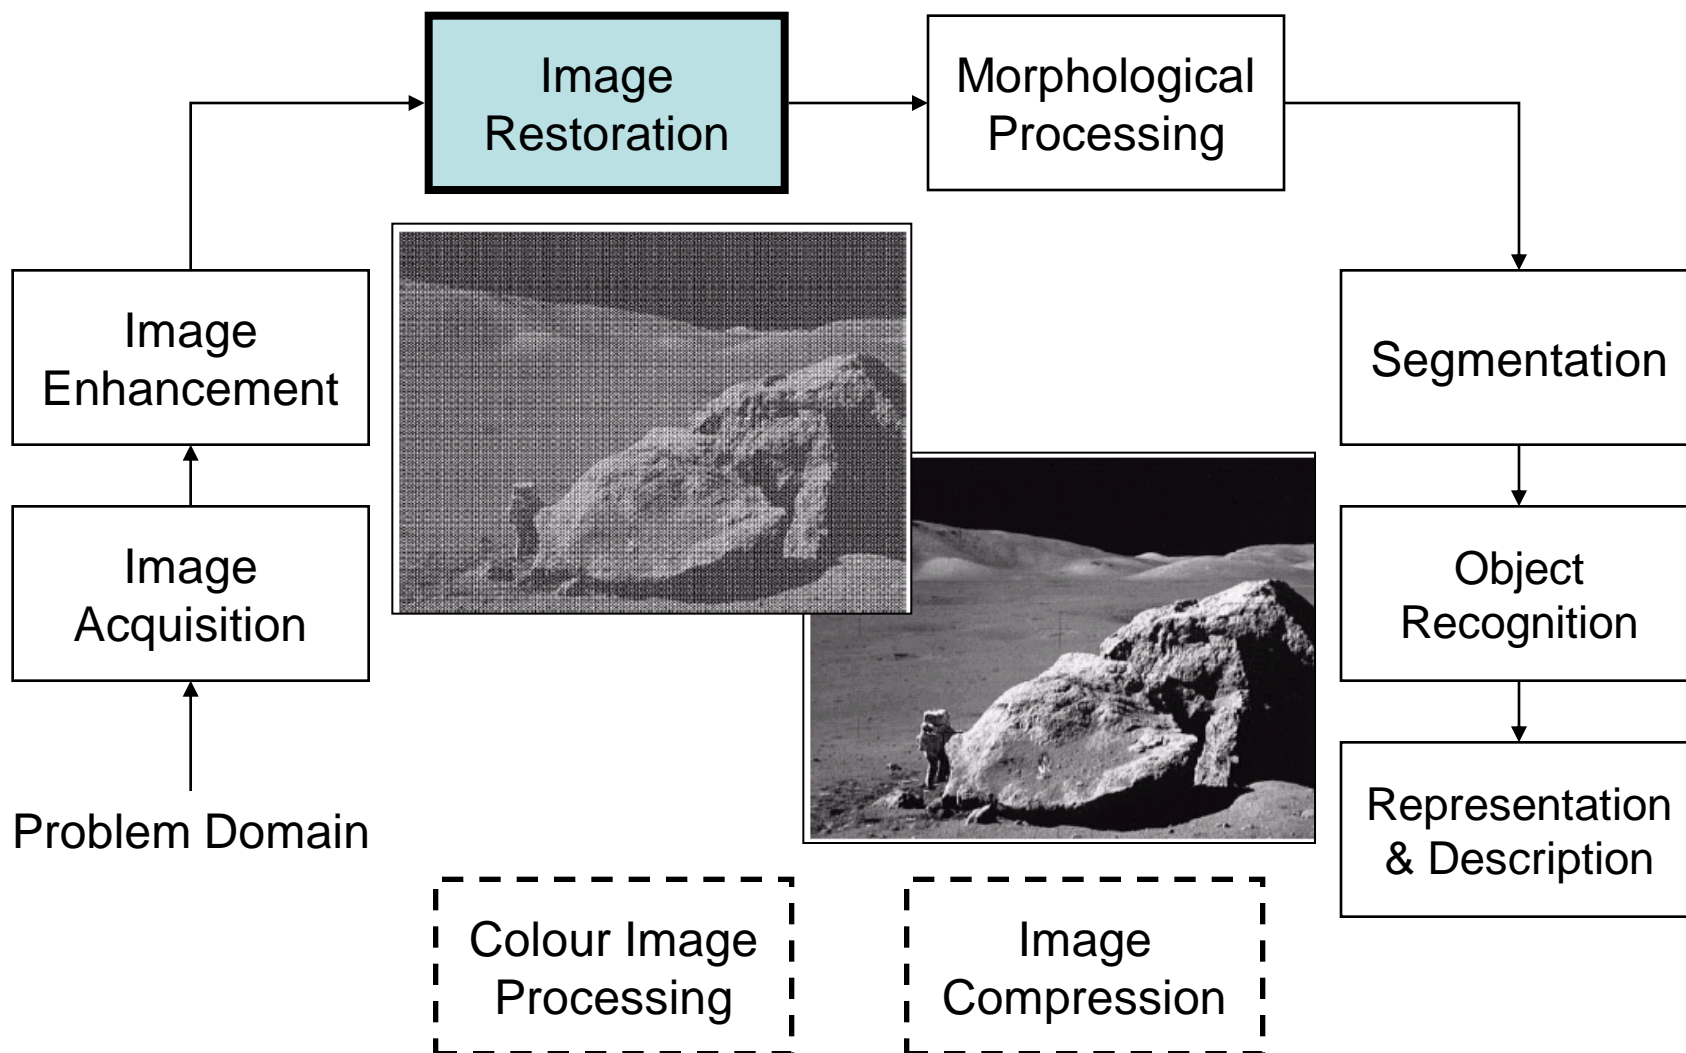 Image
Restoration
Morphological
Processing
Image
Enhancement
Segmentation
Image
Acquisition
Object
Recognition
Problem Domain
Representation
& Description
Colour Image
Processing
Image
Compression